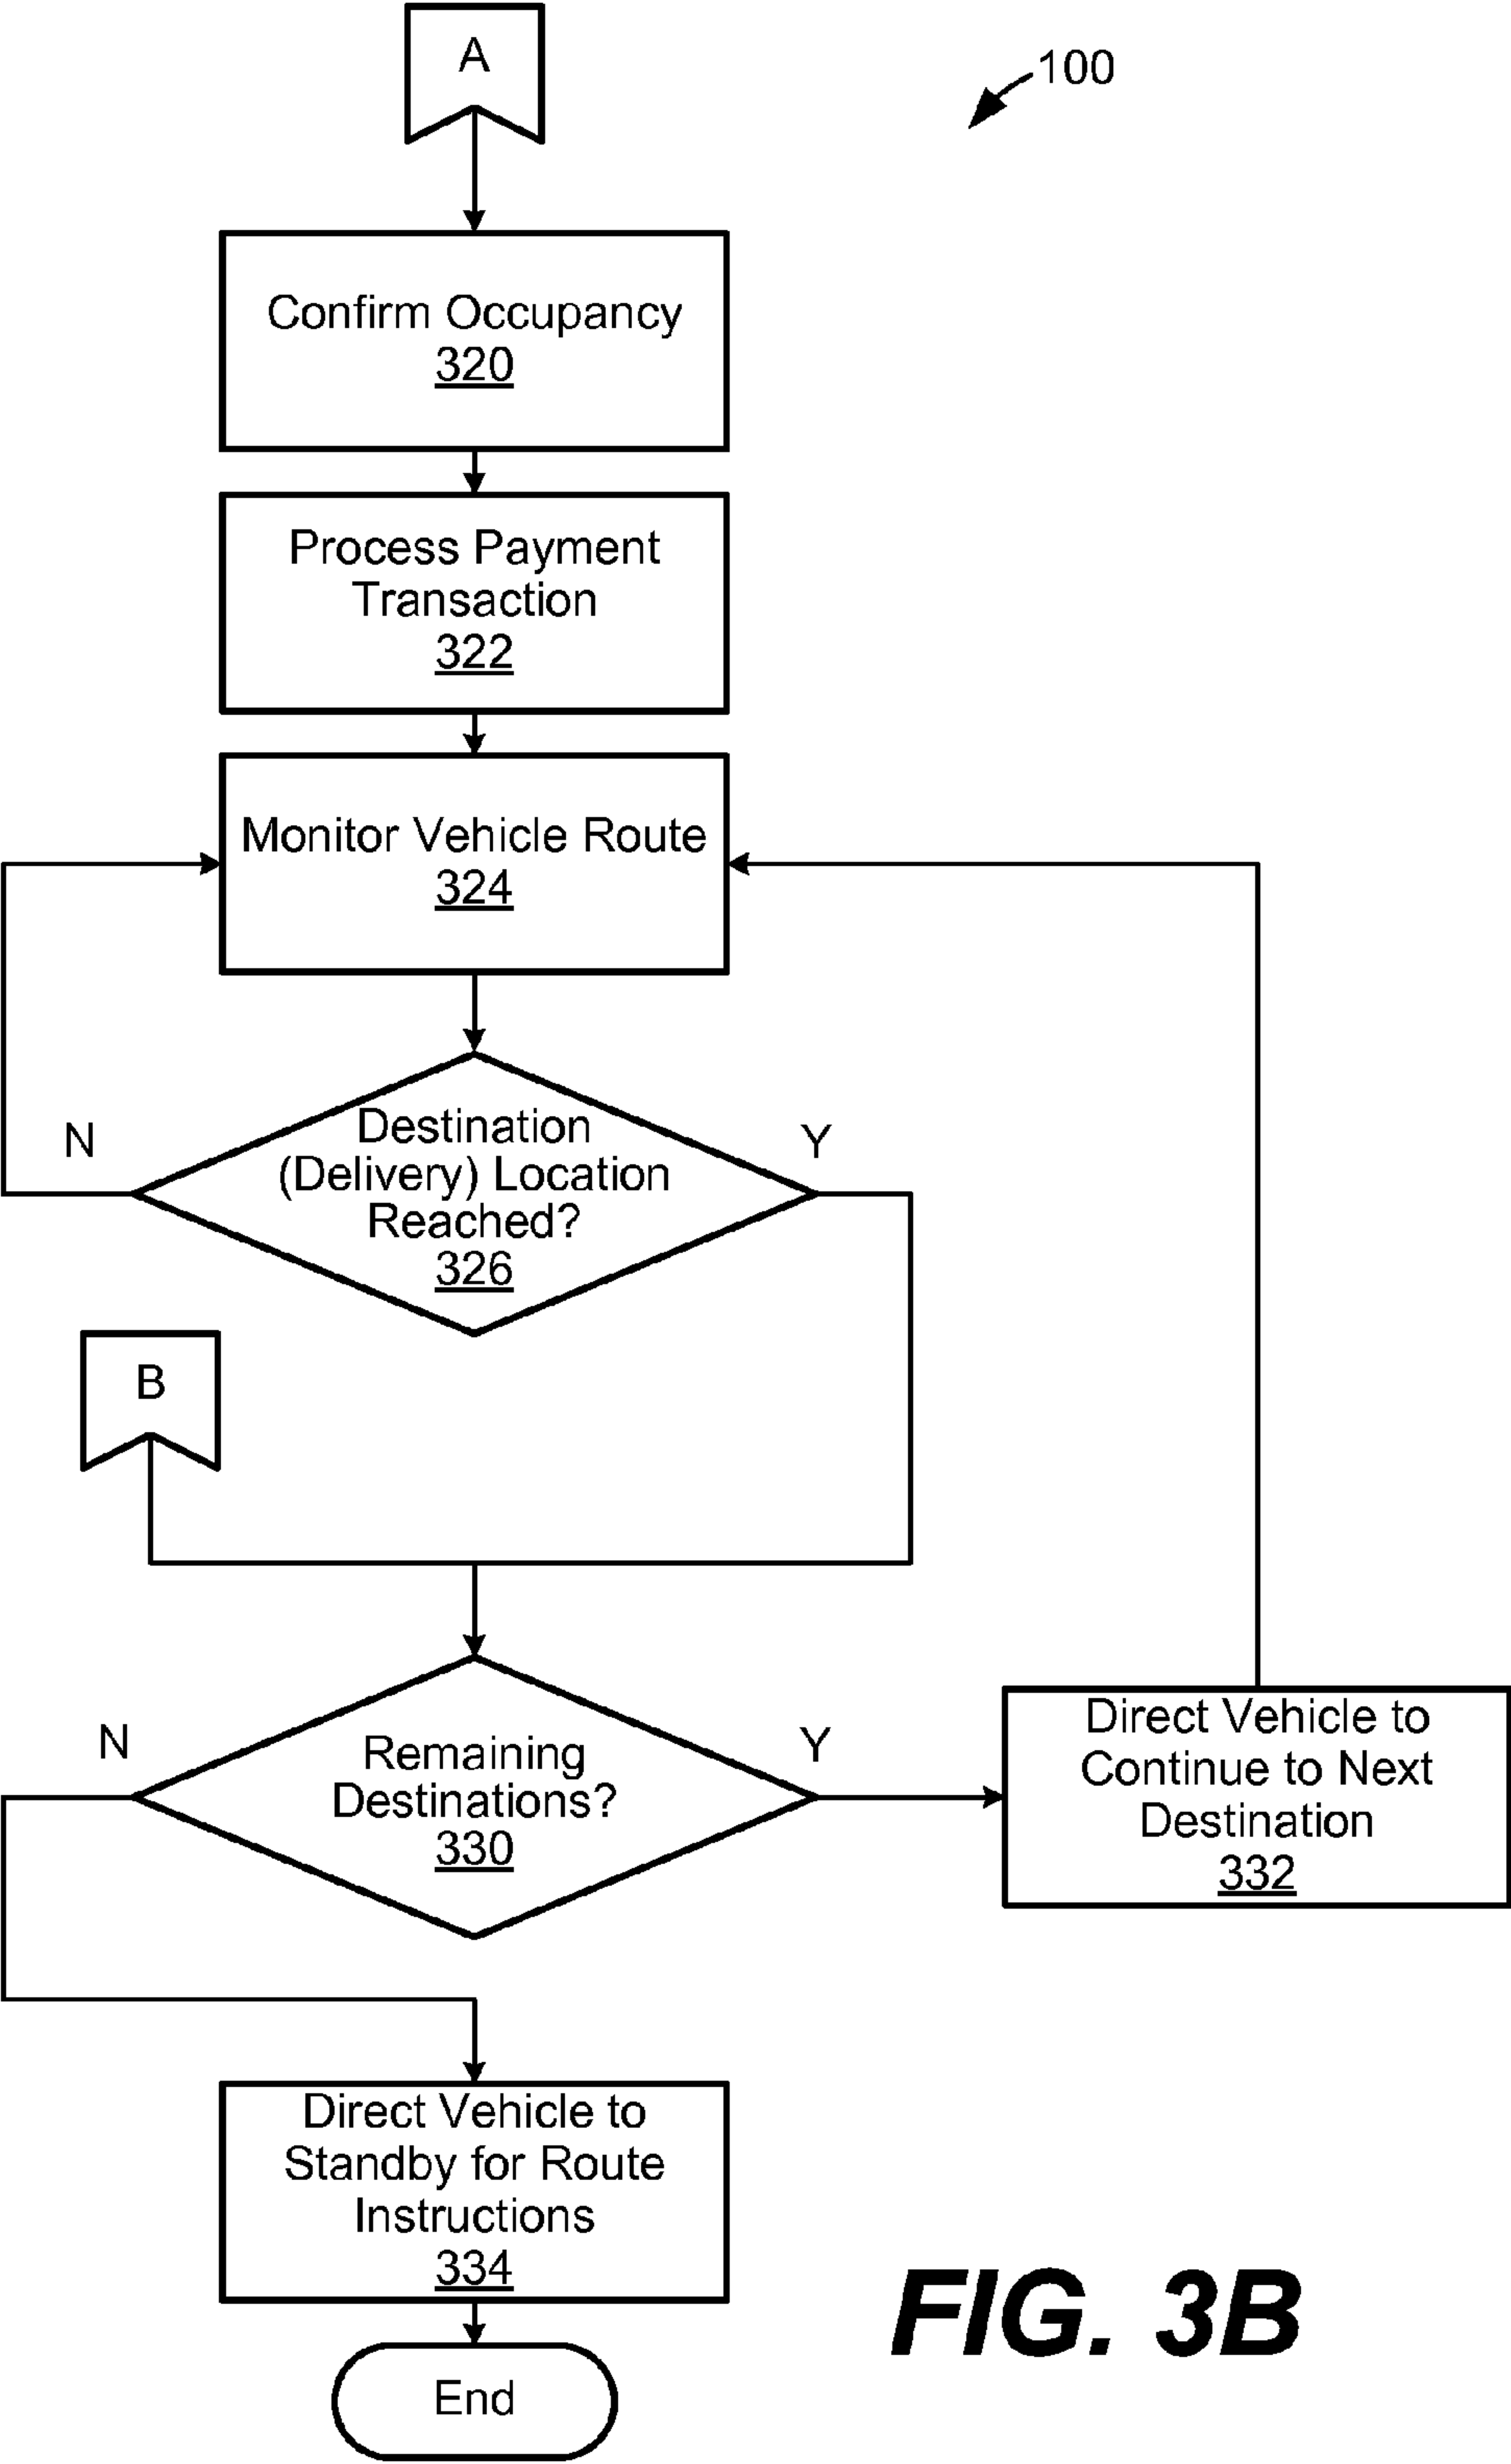 A
100
Confirm Occupancy
320
Process Payment
Transaction
322
Monitor Vehicle Route
324
N
Destination
(Delivery) Location
Reached?
326
Y
B
N
Remaining
Destinations?
330
Y
Direct Vehicle to
Continue to Next
Destination
332
Direct Vehicle to
Standby for Route
Instructions
334
End
FIG. 3B